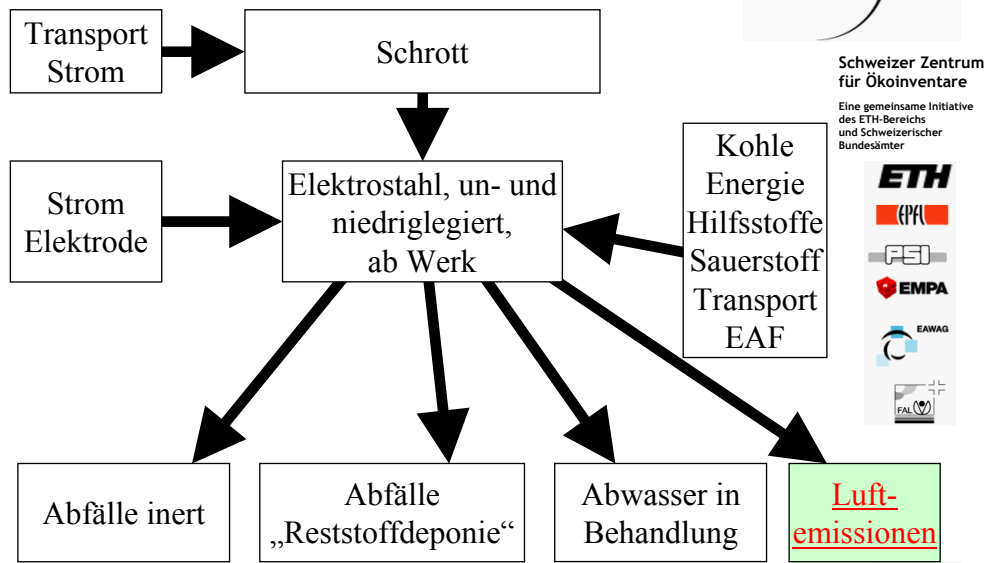 Transport
Strom
Schrott
Schweizer Zentrum
für Ökoinventare
Eine gemeinsame Initiative
des ETH-Bereichs
und Schweizerischer
Bundesämter
Strom
Elektrode
Elektrostahl, un- und
niedriglegiert,
ab Werk
Kohle
Energie
Hilfsstoffe
Sauerstoff
Transport
EAF
ETH
EPFL
PSI
EMPA
EAWAG
FAL
Abfälle inert
Abfälle
„Reststoffdeponie“
Abwasser in
Behandlung
Luft-
emissionen